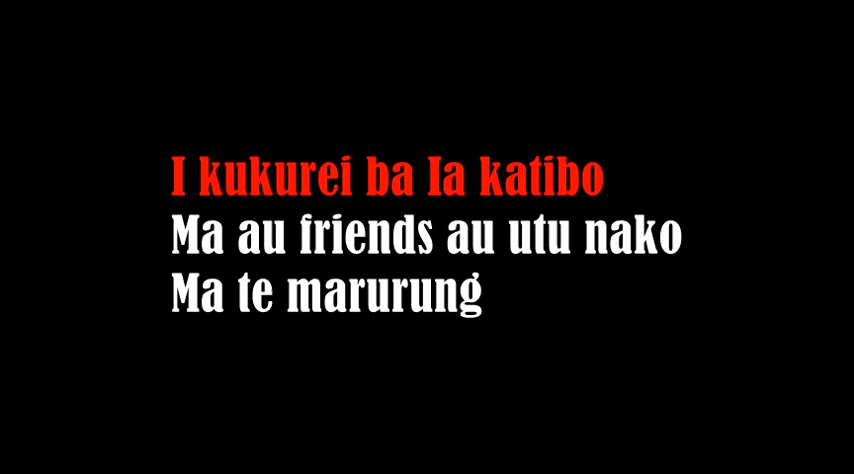 I kukurei ba Ia katibo
Ma au friends au utu nako
Ma te marurung